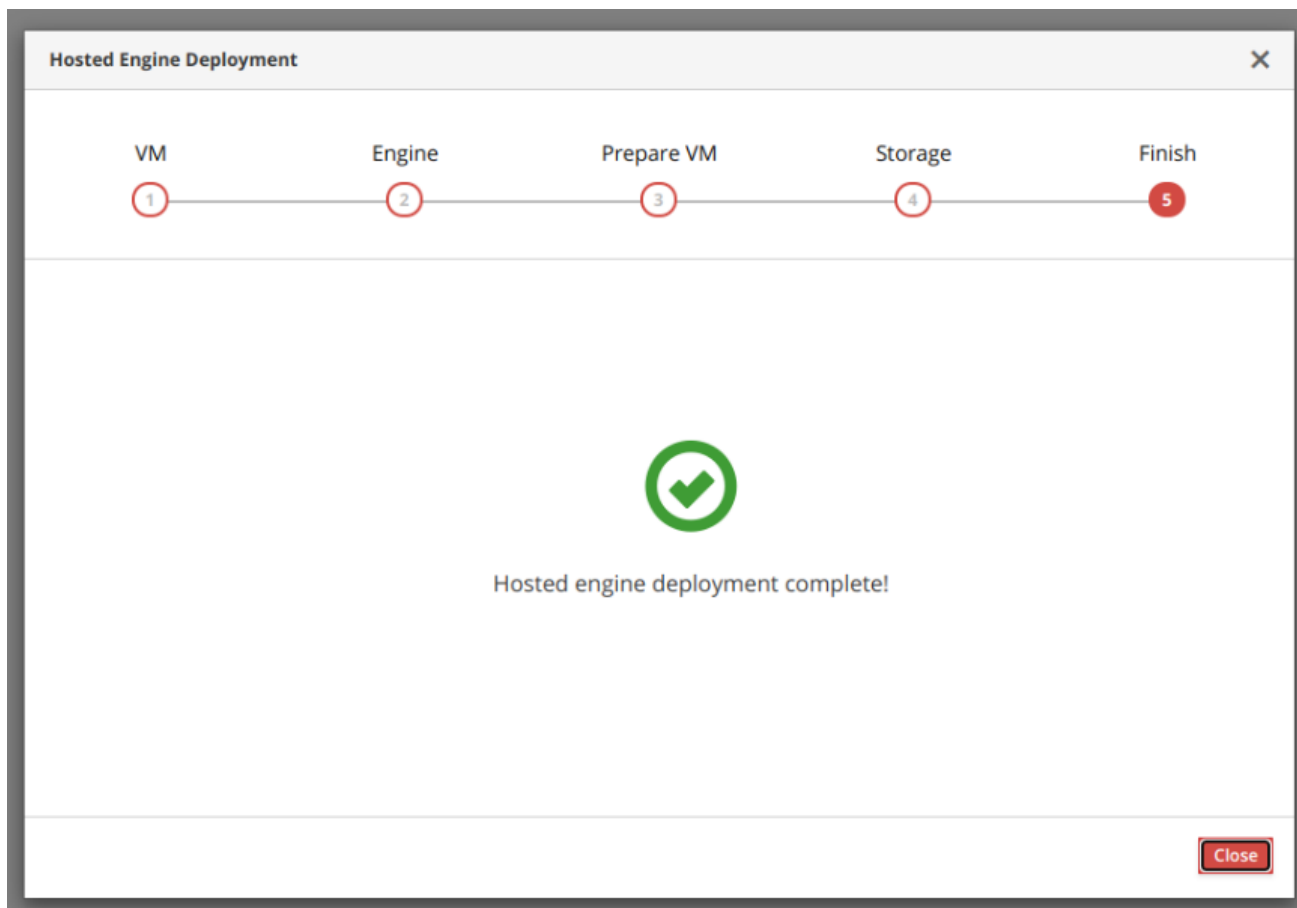 Hosted Engine Deployment
VM Engine Prepare VM Storage Finish
1 2 3 4 5
Hosted engine deployment complete!
Close